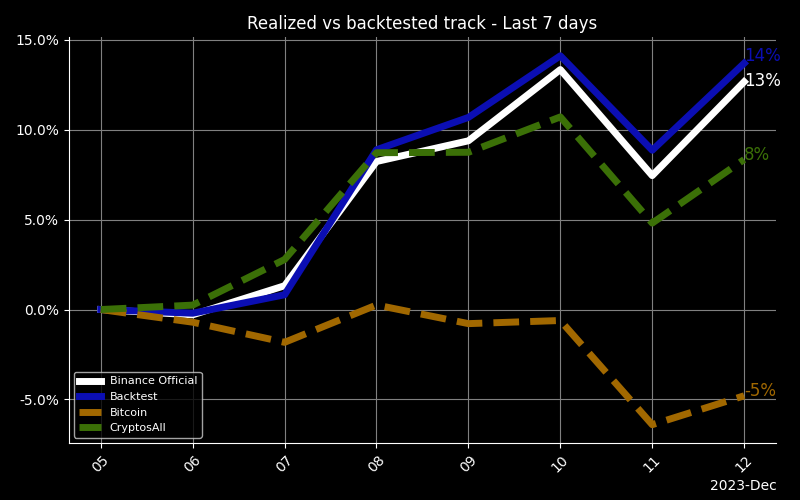 Realized vs backtested track - Last 7 days
15.0%
10.0%
5.0%
0.0%
-5.0%
14%
13%
8%
-5%
Binance Official
Backtest
Bitcoin
CryptosAll
05 06 07 08 09 10 11 12
2023-Dec